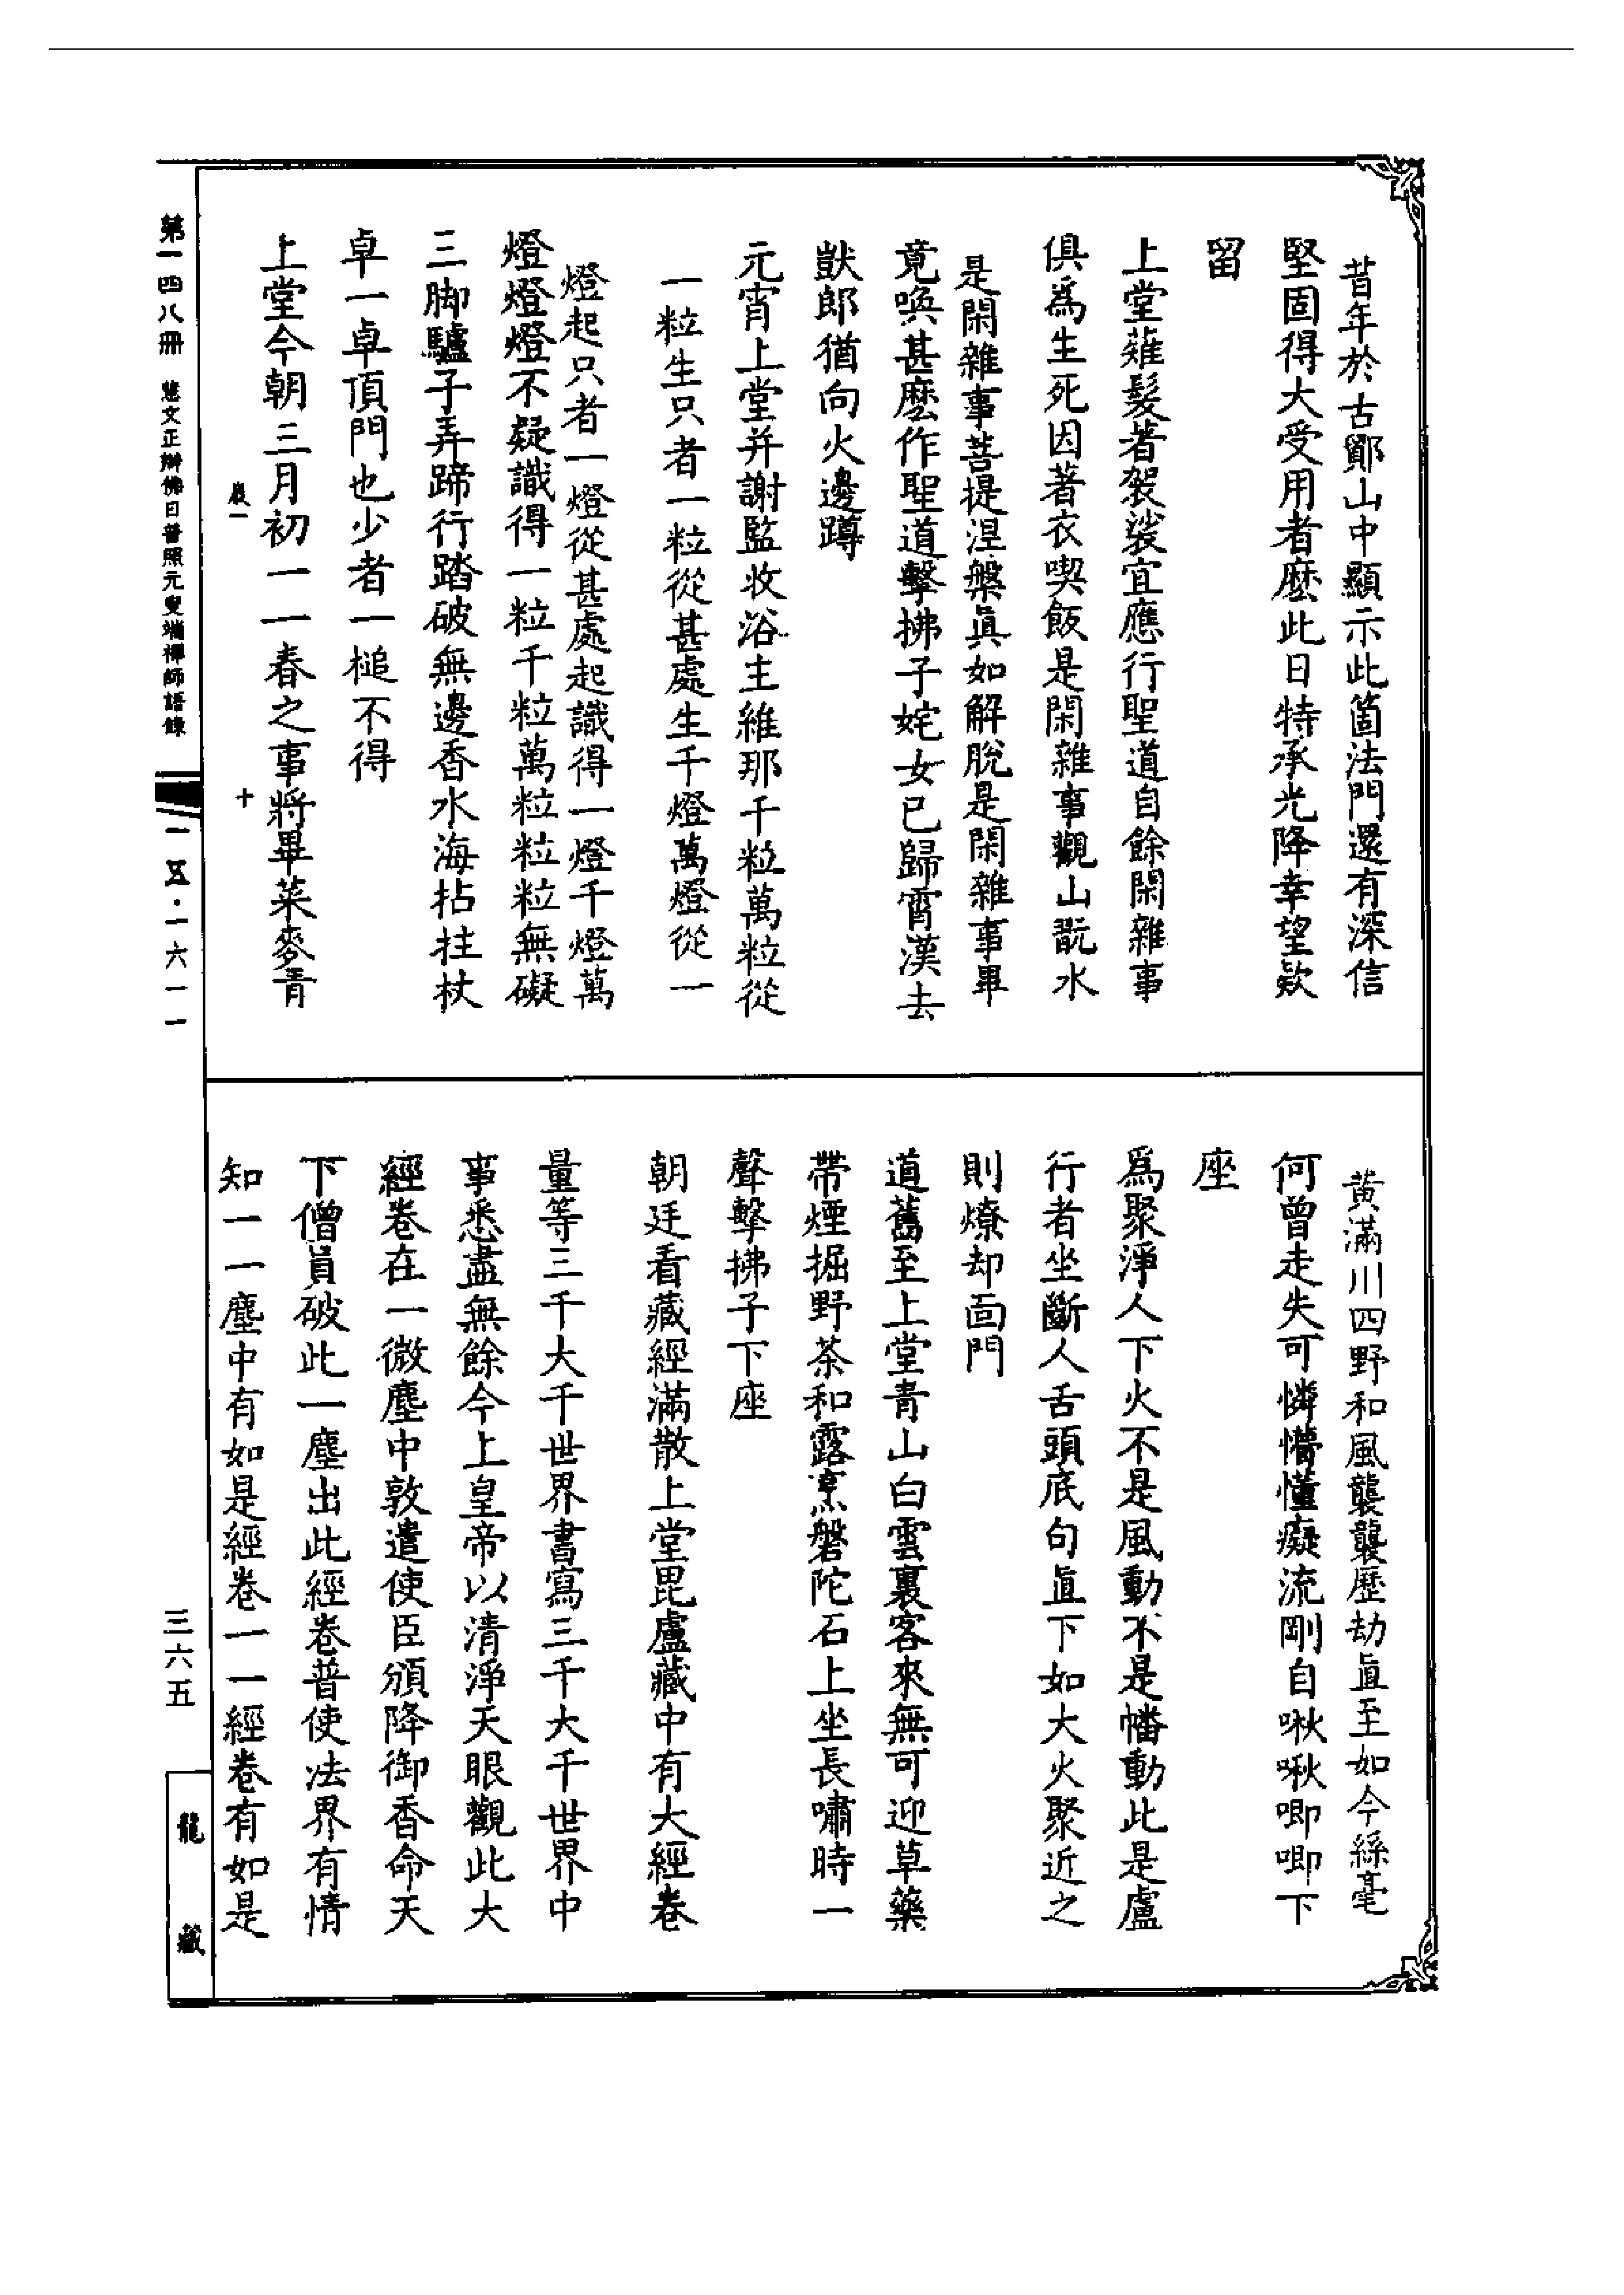 昔年於古鄮山中顯示此箇法門還有深信
堅固得大受用者麼此日特承光降幸望欵
留
上堂薙髮著袈裟宜應行聖道自餘閑雜事
俱爲生死因著衣喫飯是閑雜事觀山翫水
是閑雜事菩提涅槃眞如解脫是閑雜事畢
竟喚甚麼作聖道擊拂子姹女已歸霄漢去
獃郎猶向火邊蹲
元宵上堂并謝監收浴主維那千粒萬粒從
一粒生只者一粒從甚處生千燈萬燈從一
燈起只者一燈從甚處起識得一燈千燈萬
燈燈燈不疑識得一粒千粒萬粒粒粒無礙
三脚驢子弄蹄行踏破無邊香水海拈拄杖
卓一卓頂門也少者一槌不得
上堂今朝三月初一一春之事將畢菜麥青
黃滿川四野和風襲襲歷劫直至如今絲毫
何曾走失可憐懵懂癡流剛自啾啾唧唧下
座
爲聚淨人下火不是風動不是幡動此是盧
行者坐斷人舌頭底句直下如大火聚近之
則燎却面門
道舊至上堂青山白雲裏客來無可迎草藥
帶煙掘野茶和露烹磐陀石上坐長嘯時一
聲擊拂子下座
朝廷看藏經滿散上堂毘盧藏中有大經卷
量等三千大千世界書寫三千大千世界中
事悉盡無餘今上皇帝以清淨天眼觀此大
經卷在一微塵中敦遣使臣頒降御香命天
下僧員破此一塵出此經卷普使法界有情
知一一塵中有如是經卷一一經卷有如是
巖一
十
第一四八冊 慧文正辯佛日普照元叟端禪師語錄
一五·一六一一
三六五
龍藏